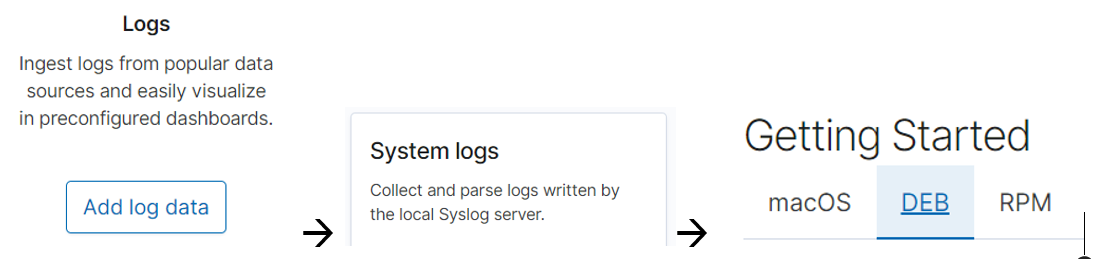 Logs
Ingest logs from popular data
sources and easily visualize
in preconfigured dashboards.
Add log data
System logs
Collect and parse logs written by
the local Syslog server.
Getting Started
macOS DEB RPM